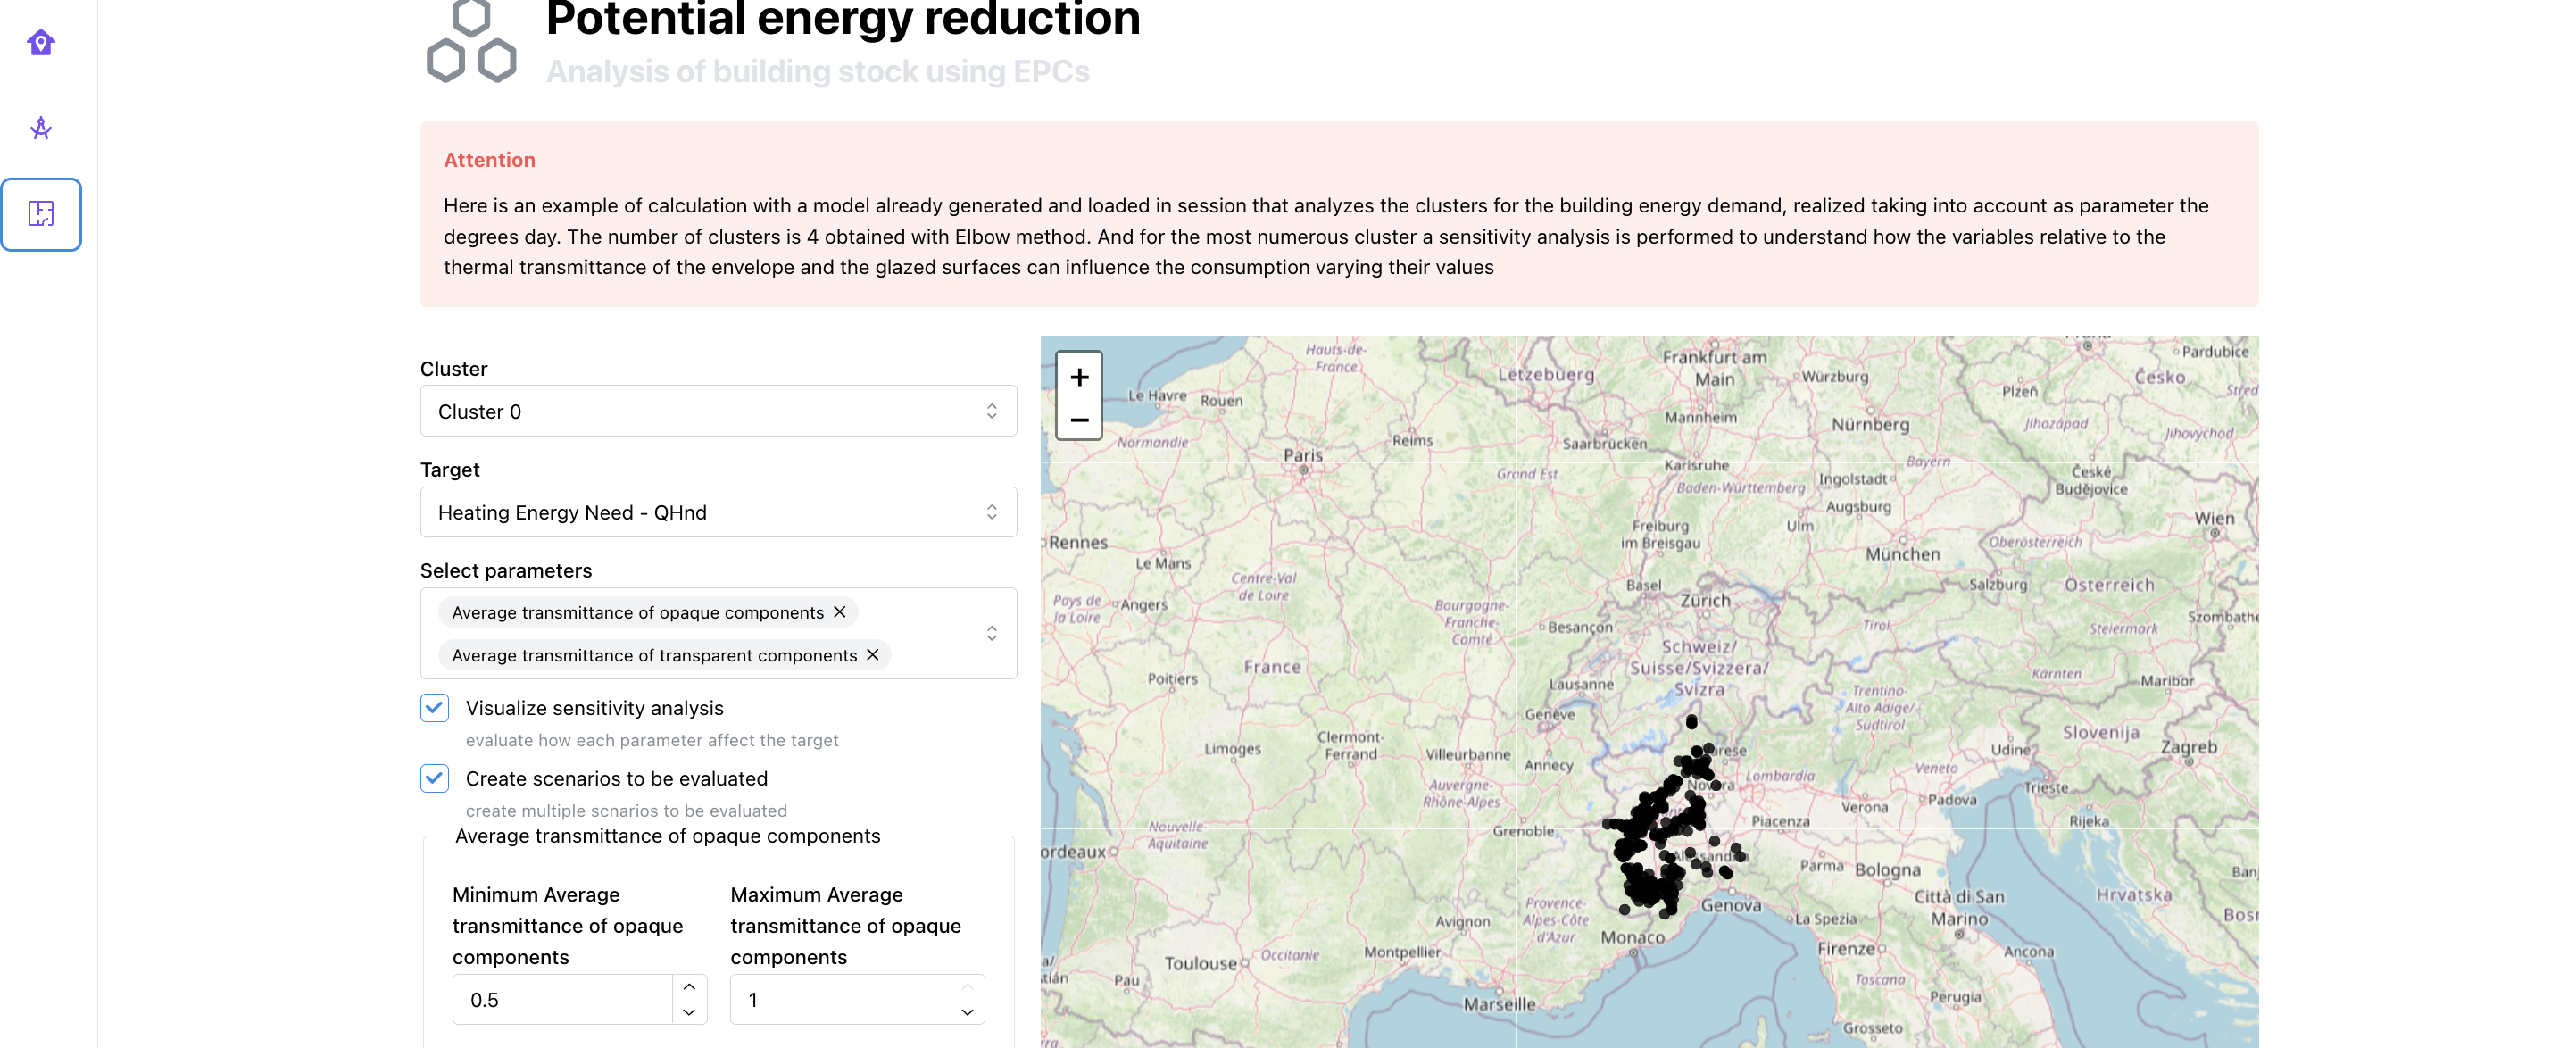 Potential energy reduction
Analysis of building stock using EPCs
Attention
Here is an example of calculation with a model already generated and loaded in session that analyzes the clusters for the building energy demand, realized taking into account as parameter the
degrees day. The number of clusters is 4 obtained with Elbow method. And for the most numerous cluster a sensitivity analysis is performed to understand how the variables relative to the
thermal transmittance of the envelope and the glazed surfaces can influence the consumption varying their values
Cluster
Cluster 0
Target
Heating Energy Need - QHnd
Select parameters
Average transmittance of opaque components
Average transmittance of transparent components
Visualize sensitivity analysis
evaluate how each parameter affect the target
Create scenarios to be evaluated
create multiple scnarios to be evaluated
Average transmittance of opaque components
Minimum Average
transmittance of opaque
components
Maximum Average
transmittance of opaque
components
0.5
1
+
−
Hauts-de-
France
Lëtzebuerg
Frankfurt am
Main
Würzburg
Pardubice
Česko
Plzeň
Le Havre
Rouen
Mannheim
Nürnberg
Jihozápad
Jihovýchod
Normandie
Reims
Saarbrücken
Paris
Grand Est
Karlsruhe
Bayern
Baden-Württemberg
Ingolstadt
České
Budějovice
Augsburg
Rennes
Freiburg
im Breisgau
Ulm
Wien
Le Mans
München
Oberösterreich
Centre-Val
de Loire
Basel
Salzburg
Österreich
Pays de
la Loire
Angers
Zürich
Bourgogne-
Franche-
Comté
Besançon
Tirol
Steiermark
Szombathe
Schweiz/
Suisse/Svizzera/
Svizra
France
Poitiers
Lausanne
Kärnten
Maribor
Trentino-
Alto Adige/
Südtirol
Genève
Limoges
Clermont-
Ferrand
Villeurbanne
Annecy
Udine
Slovenija
Zagreb
Lombardia
Veneto
Auvergne-
Rhône-Alpes
Verona
Padova
Trieste
Nouvelle-
Aquitaine
Grenoble
Piacenza
Rijeka
ordeaux
Parma
Bologna
Hrvatska
Provence-
Alpes-Côte
d'Azur
Genova
Città di San
Marino
Avignon
La Spezia
Monaco
Firenze
Ancona
Toulouse
Occitanie
Montpellier
Pau
Toscana
Perugia
Marseille
Grosseto